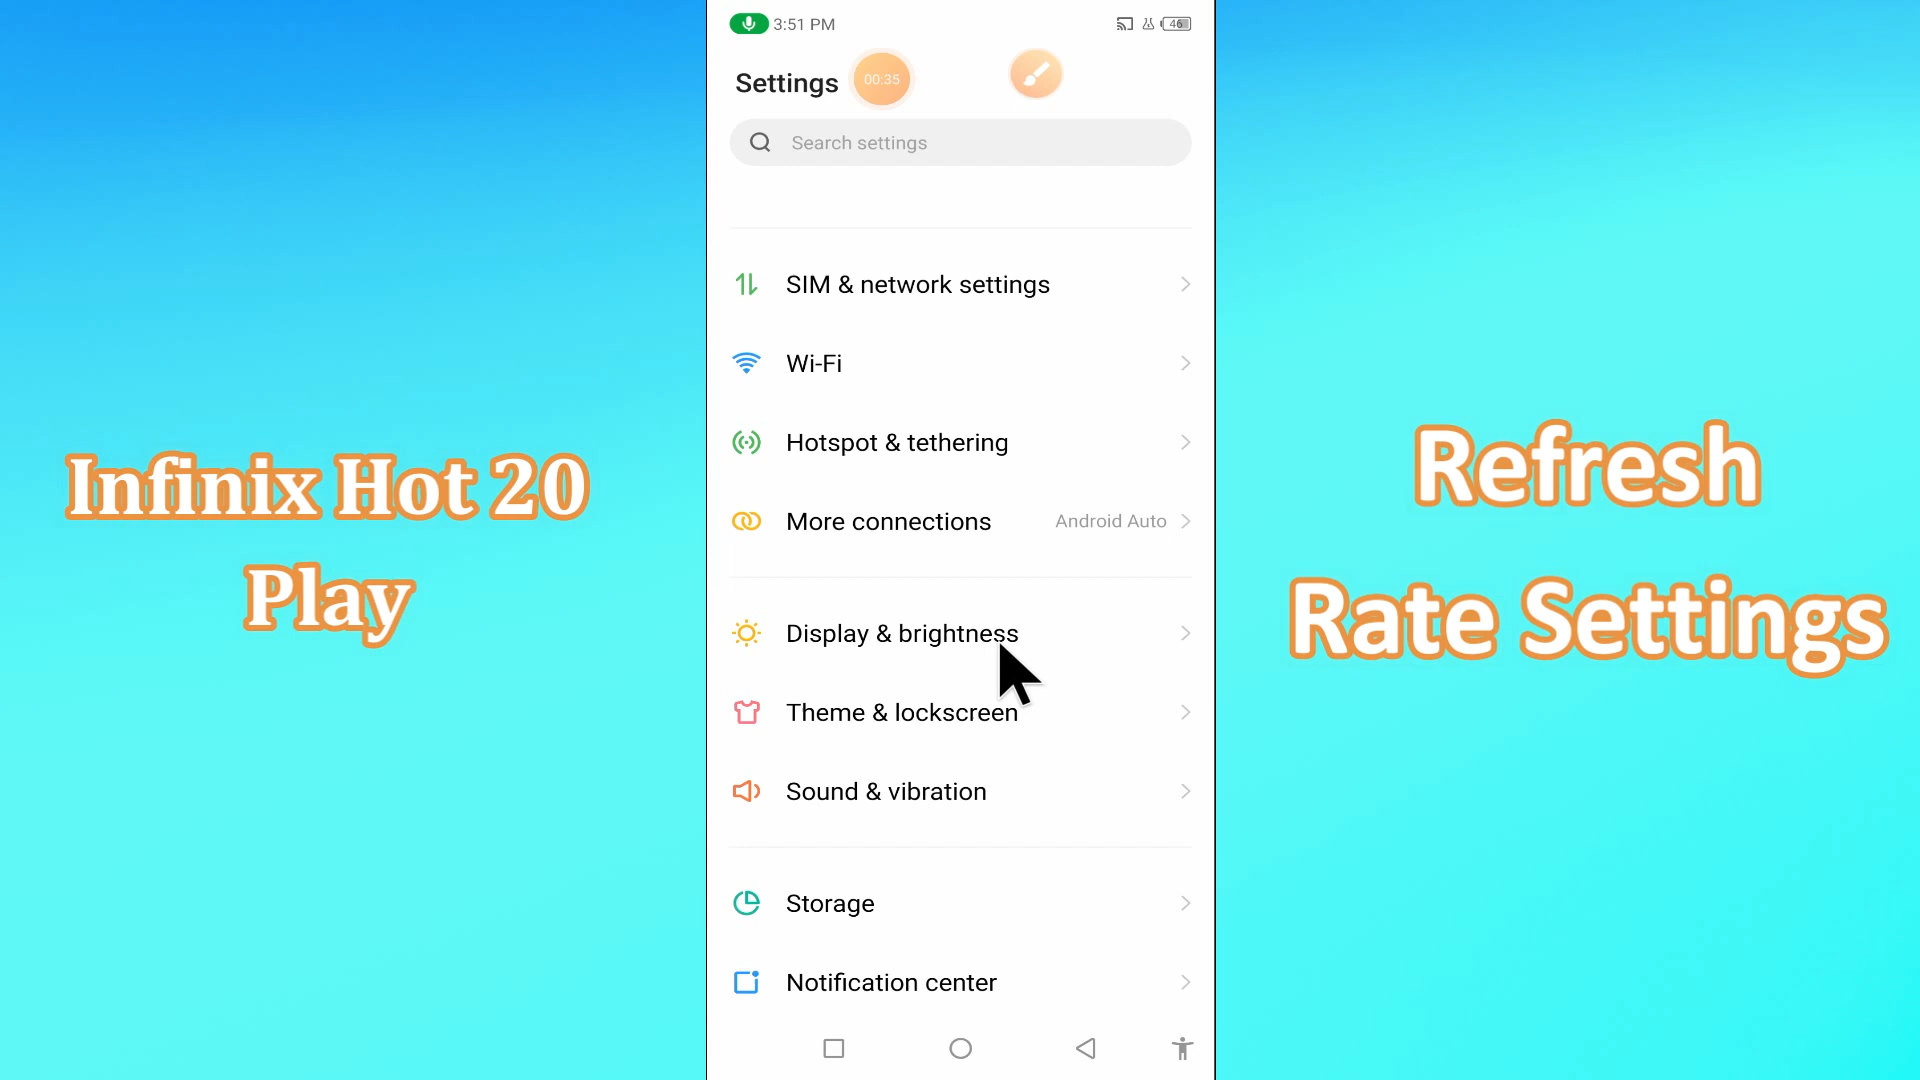 3:51 PM
46
Settings
00:35
Search settings
SIM & network settings
Wi-Fi
Hotspot & tethering
More connections Android Auto
Display & brightness
Theme & lockscreen
Sound & vibration
Storage
Notification center
Infinix Hot 20
Play
Refresh
Rate Settings